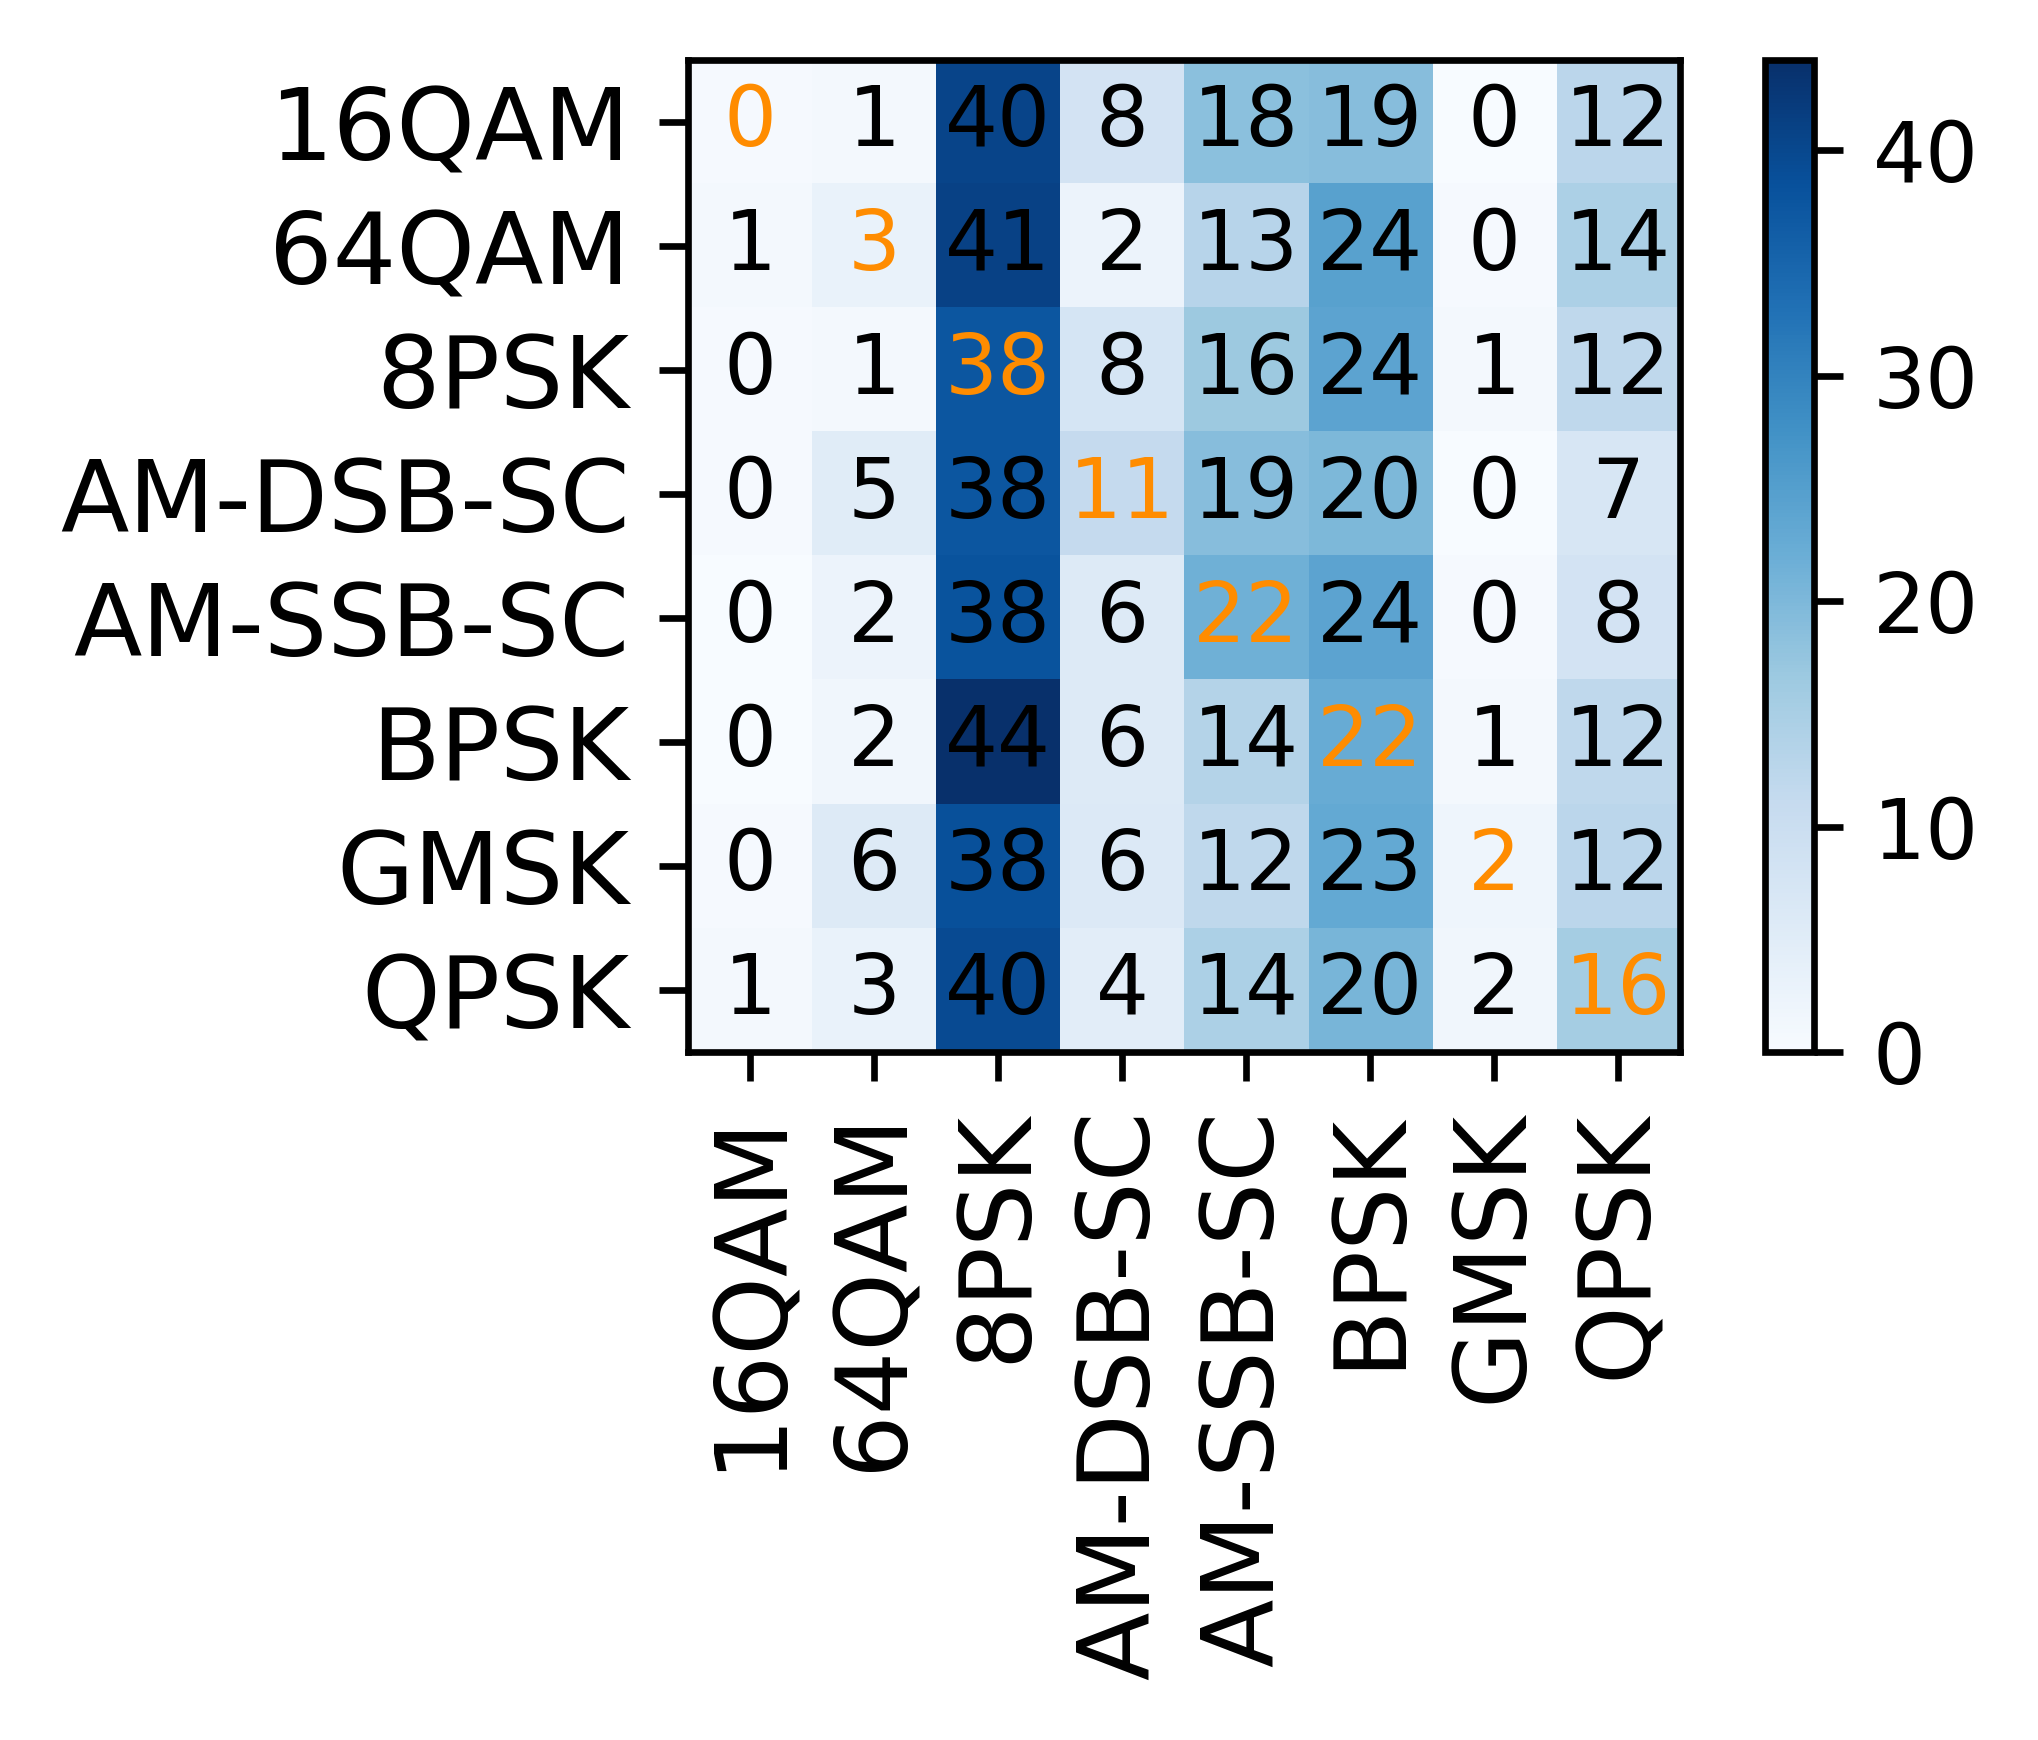 16QAM 0 1 40 8 18 19 0 12
64QAM 1 3 41 2 13 24 0 14
8PSK 0 1 38 8 16 24 1 12
AM-DSB-SC 0 5 38 11 19 20 0 7
AM-SSB-SC 0 2 38 6 22 24 0 8
BPSK 0 2 44 6 14 22 1 12
GMSK 0 6 38 6 12 23 2 12
QPSK 1 3 40 4 14 20 2 16
16QAM
64QAM
8PSK
AM-DSB-SC
AM-SSB-SC
BPSK
GMSK
QPSK
40
30
20
10
0